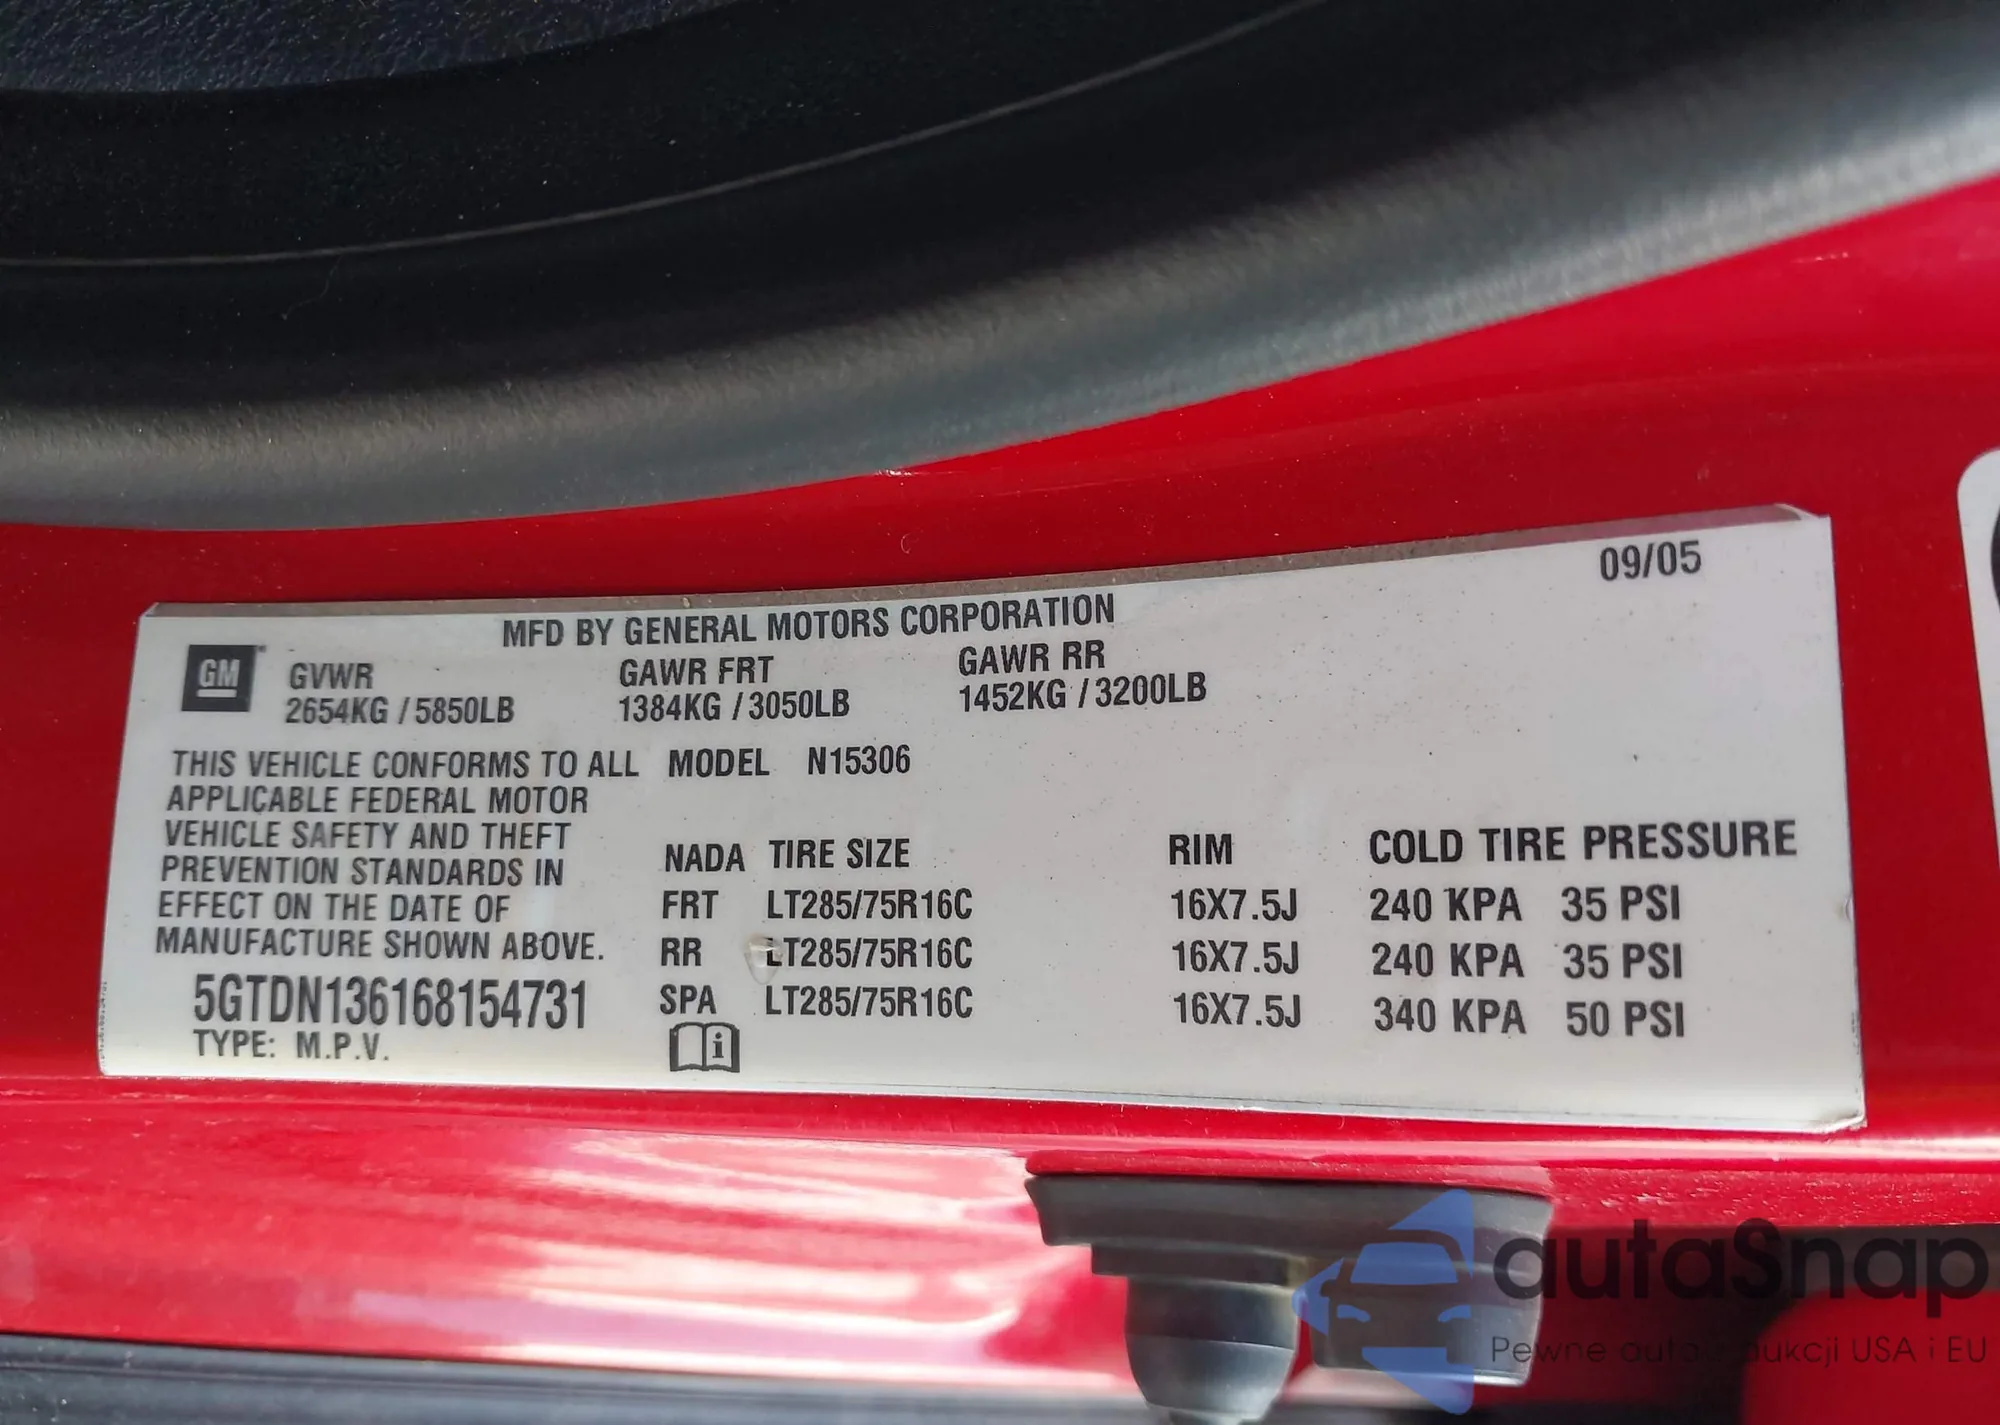 09/05
MFD BY GENERAL MOTORS CORPORATION
GM GVWR GAWR FRT GAWR RR
2654KG / 5850LB 1384KG / 3050LB 1452KG / 3200LB
THIS VEHICLE CONFORMS TO ALL MODEL N15306
APPLICABLE FEDERAL MOTOR
VEHICLE SAFETY AND THEFT
PREVENTION STANDARDS IN
EFFECT ON THE DATE OF
MANUFACTURE SHOWN ABOVE.
5GTDN136168154731
TYPE: M.P.V.
NADA TIRE SIZE RIM COLD TIRE PRESSURE
FRT LT285/75R16C 16X7.5J 240 KPA 35 PSI
RR LT285/75R16C 16X7.5J 240 KPA 35 PSI
SPA LT285/75R16C 16X7.5J 340 KPA 50 PSI
i
autaSnap
Pewne auta USA i EU